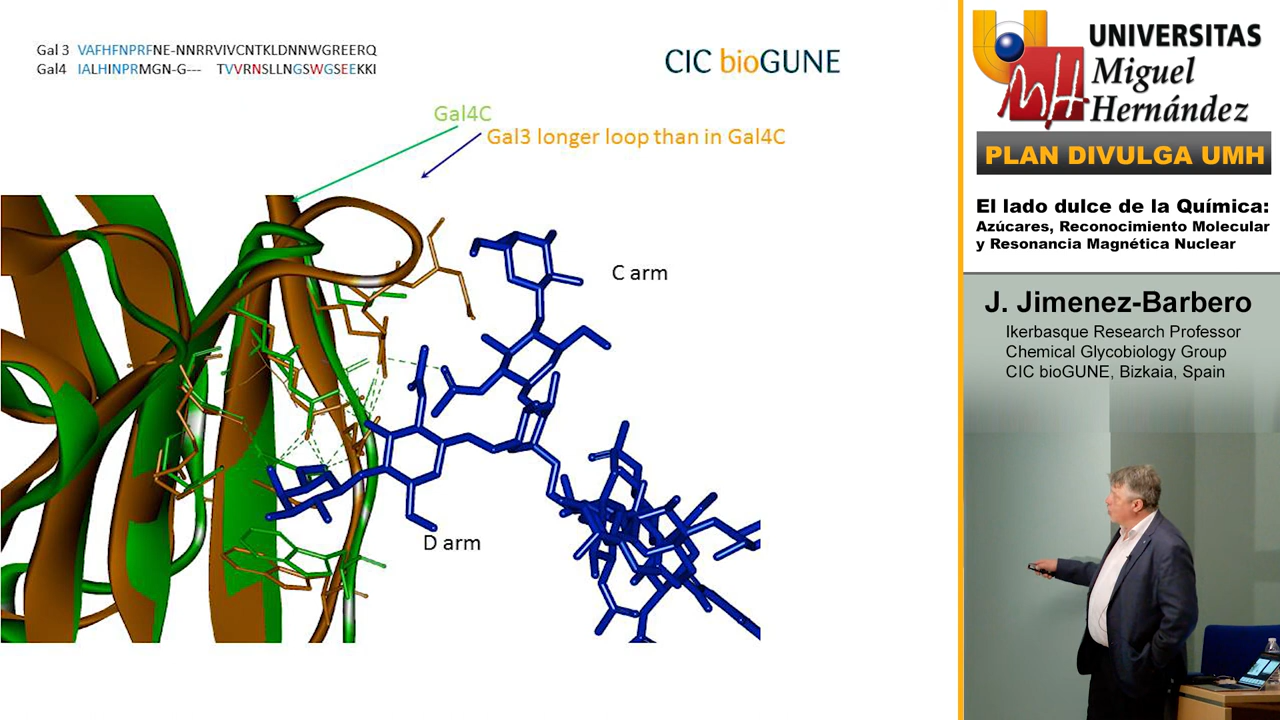 Gal 3 VAFHFNPRFNE-NNRRVIVCNTKLDNNWGREERQ
Gal4 IALHINPRMGN-G--- TVVRNSLLNGSWGSEEKKI
CIC bioGUNE
Gal4C
Gal3 longer loop than in Gal4C
C arm
D arm
UNIVERSITAS
Miguel
Hernández
PLAN DIVULGA UMH
El lado dulce de la Química:
Azúcares, Reconocimiento Molecular
y Resonancia Magnética Nuclear
J. Jimenez-Barbero
Ikerbasque Research Professor
Chemical Glycobiology Group
CIC bioGUNE, Bizkaia, Spain